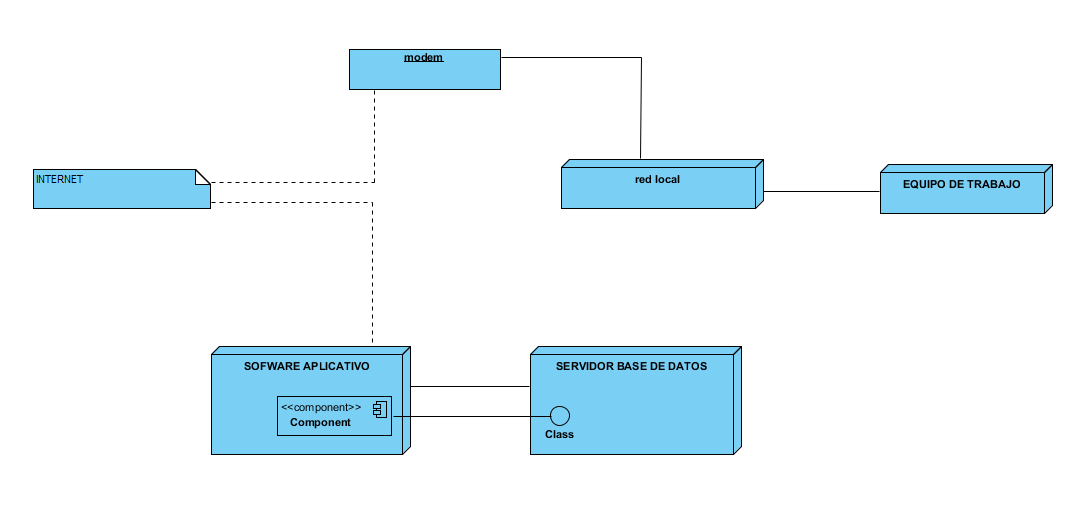 modem
INTERNET
red local
EQUIPO DE TRABAJO
SOFWARE APLICATIVO
<<component>>
Component
SERVIDOR BASE DE DATOS
Class